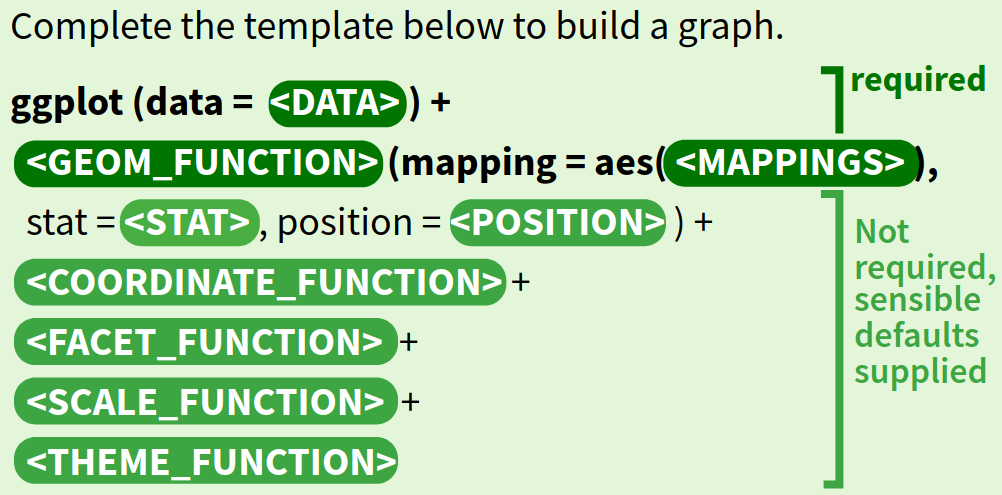 Complete the template below to build a graph.
required
ggplot (data = <DATA> ) +
<GEOM_FUNCTION> (mapping = aes( <MAPPINGS> ),
stat = <STAT> , position = <POSITION> ) +
<COORDINATE_FUNCTION> +
<FACET_FUNCTION> +
<SCALE_FUNCTION> +
<THEME_FUNCTION>
Not
required,
sensible
defaults
supplied